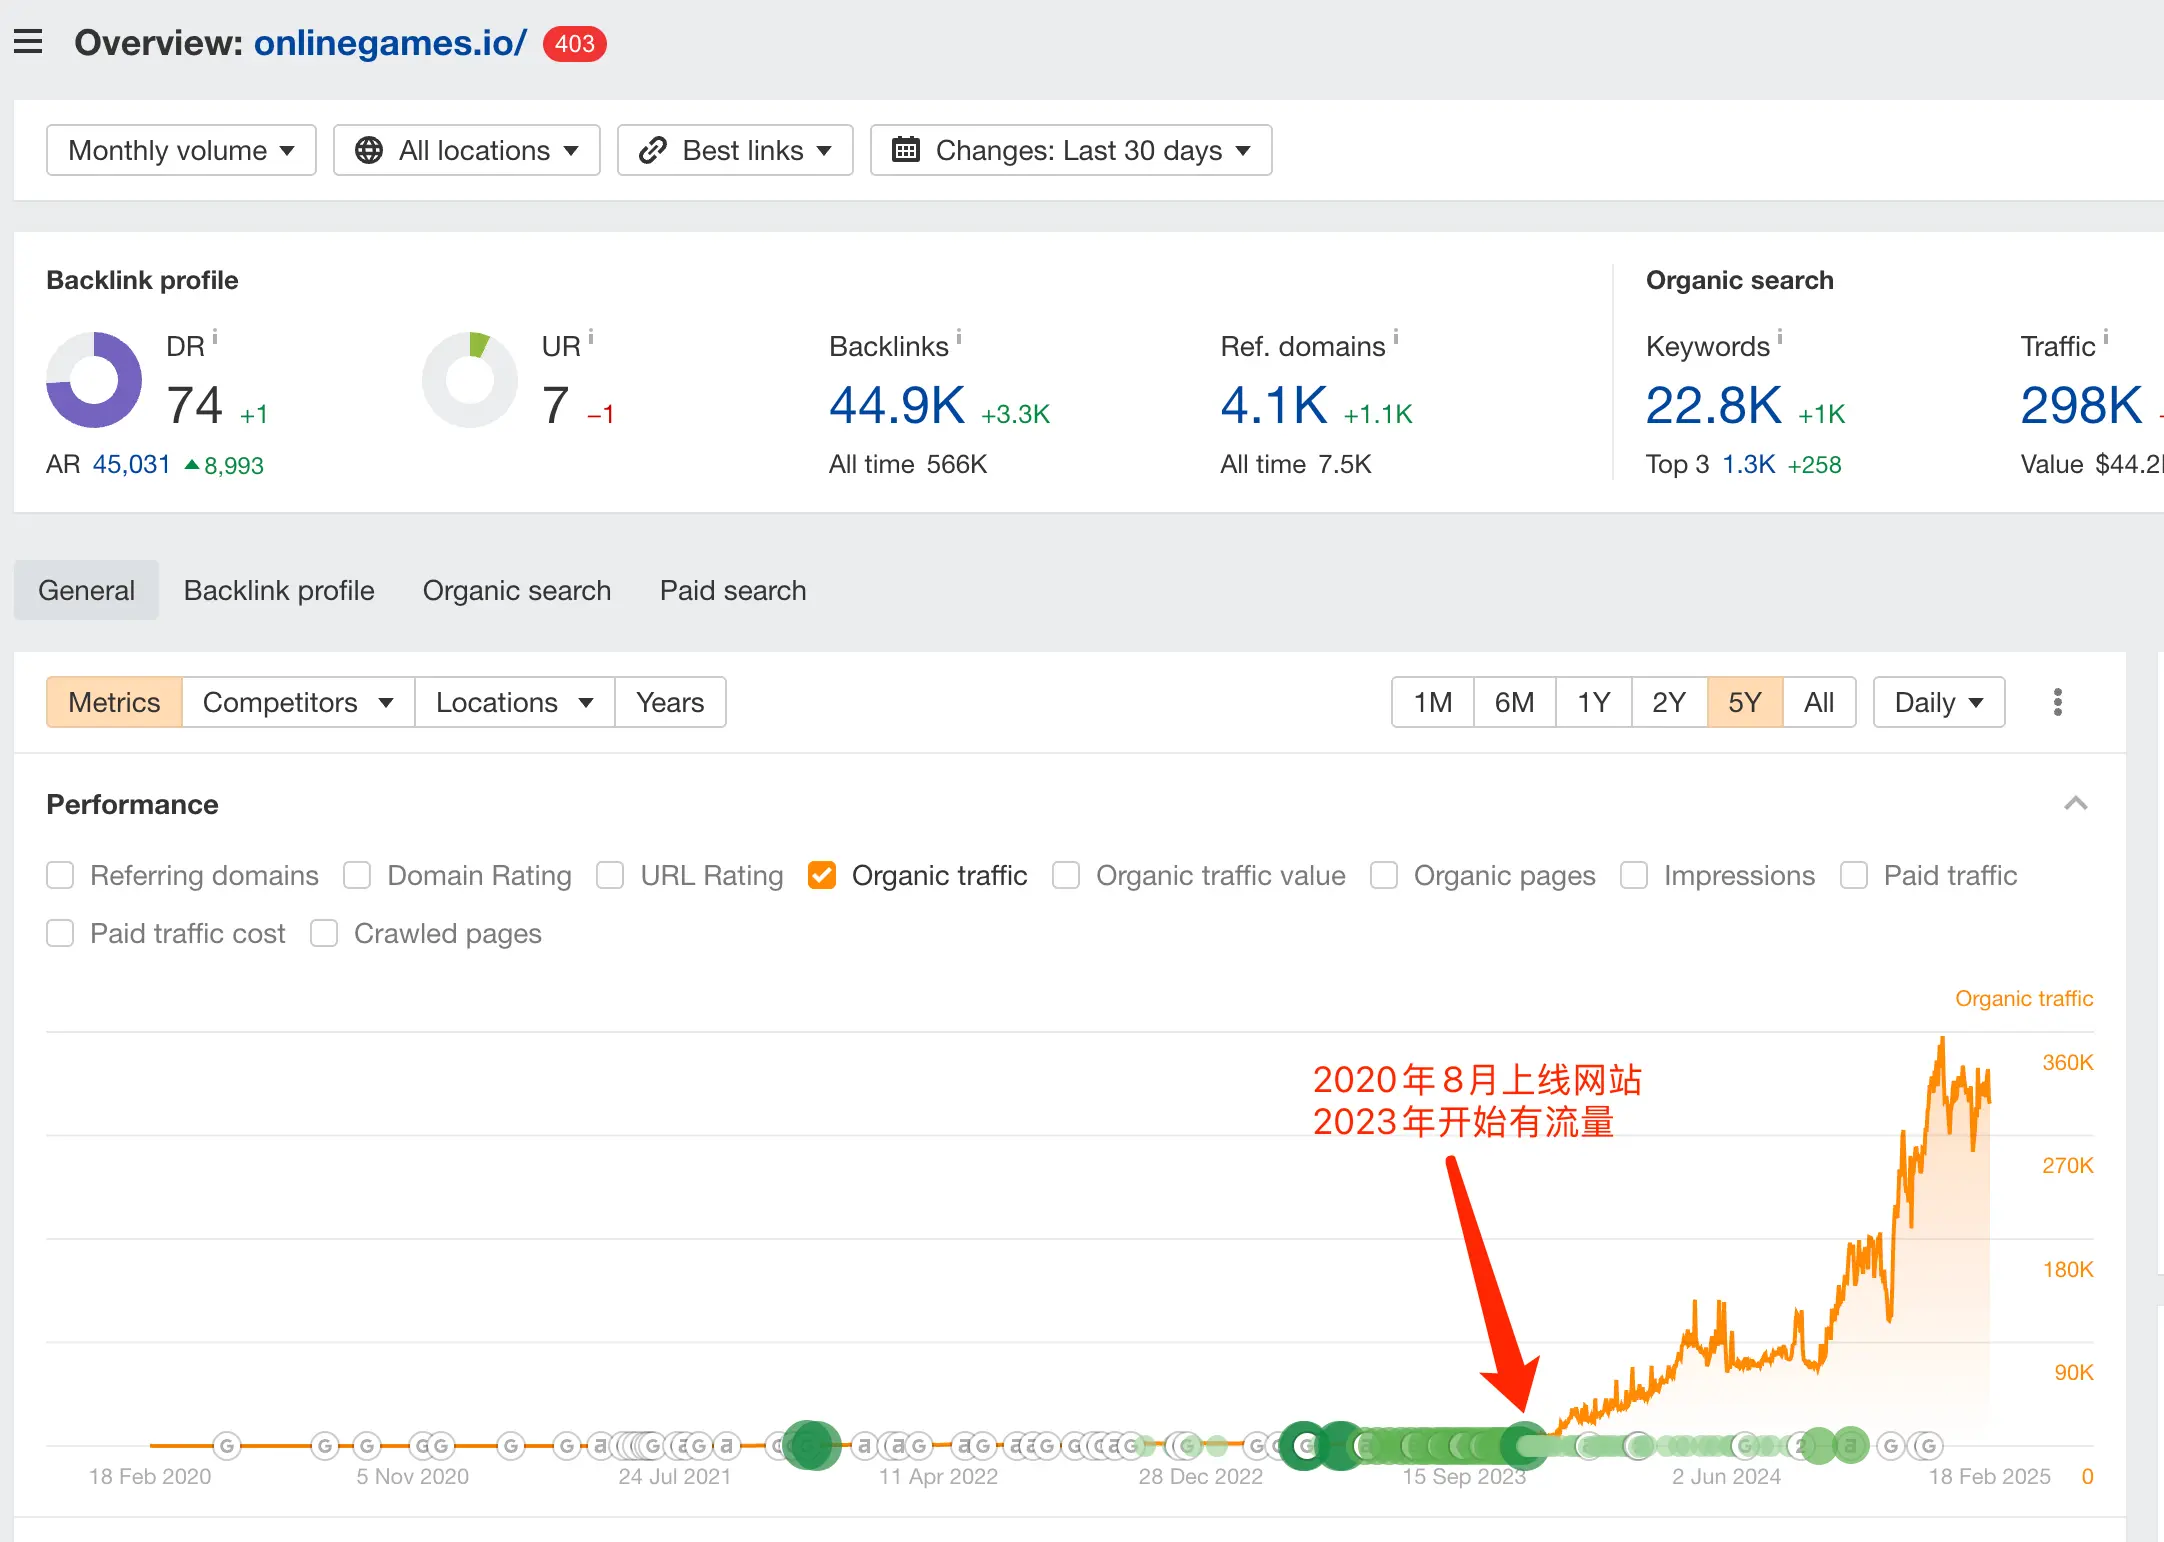 Overview: onlinegames.io/ 403
Monthly volume
All locations
Best links
Changes: Last 30 days
Backlink profile
DR
74 +1
AR 45,031 8,993
UR
7 –1
Backlinks
44.9K +3.3K
All time 566K
Ref. domains
4.1K +1.1K
All time 7.5K
Organic search
Keywords
22.8K +1K
Top 3 1.3K +258
Traffic
298K
Value $44.2
General Backlink profile Organic search Paid search
Metrics Competitors Locations Years
1M 6M 1Y 2Y 5Y All Daily
Performance
Referring domains Domain Rating URL Rating Organic traffic Organic traffic value Organic pages Impressions Paid traffic
Paid traffic cost Crawled pages
Organic traffic
2020年8月上线网站
2023年开始有流量
360K
270K
180K
90K
0
18 Feb 2020 5 Nov 2020 24 Jul 2021 11 Apr 2022 28 Dec 2022 15 Sep 2023 2 Jun 2024 18 Feb 2025